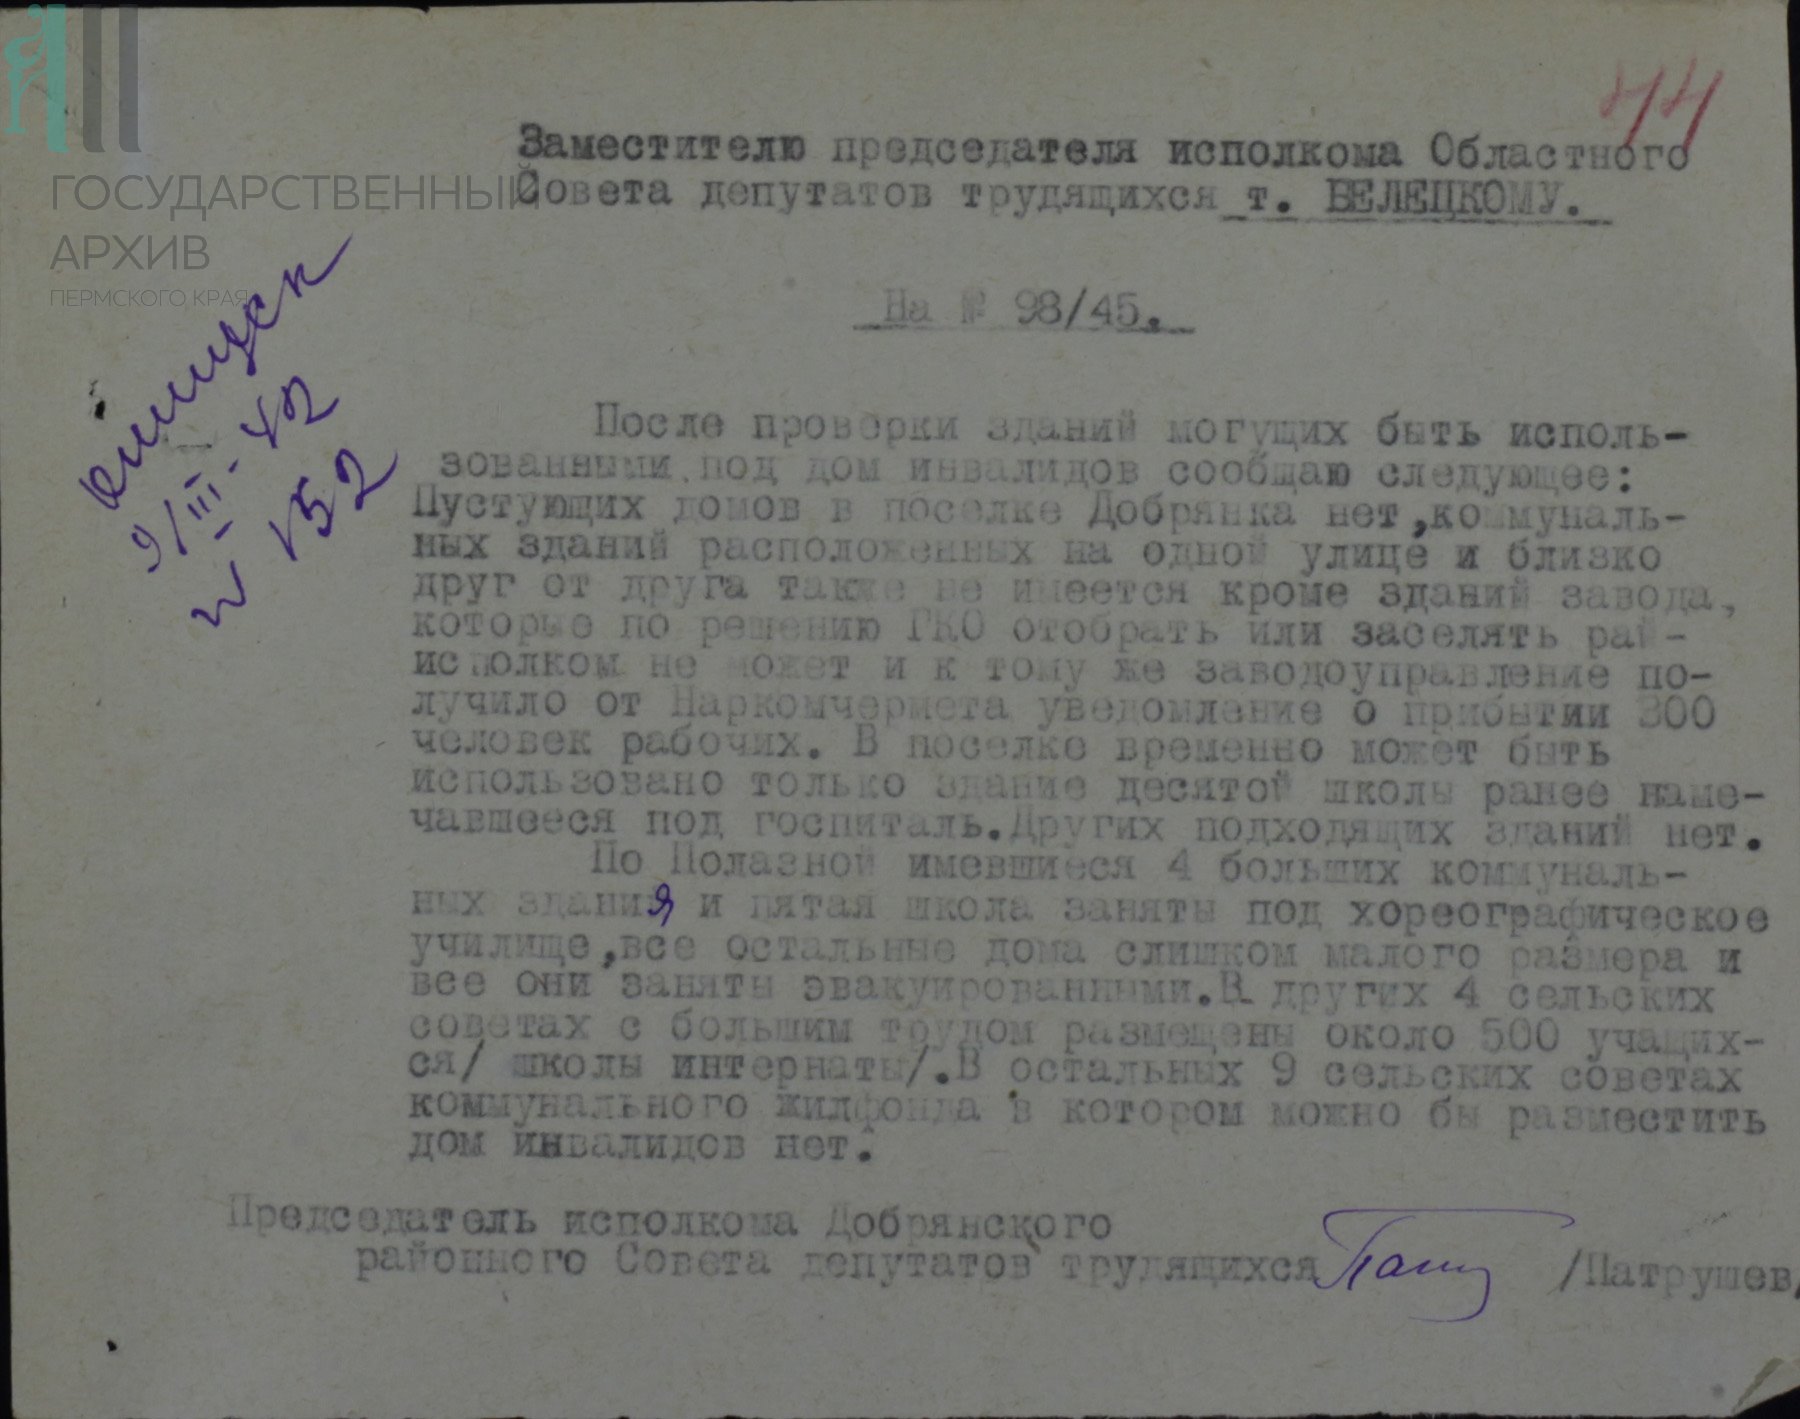 44
Заместителю председателя исполкома Областного
Совета депутатов трудящихся т. БЕЛЕЦКОМУ.
ГОСУДАРСТВЕННЫЙ
АРХИВ
ПЕРМСКОГО КРАЯ
На № 98/45.
9/III-42
152
После проверки зданий могущих быть исполь-
зованными под дом инвалидов сообщаю следующее:
Пустующих домов в поселке Добрянка нет, коммуналь-
ных зданий расположенных на одной улице и близко
друг от друга также не имеется кроме зданий завода,
которые по решению ГКО отобрать или заселять рай-
исполком не может и к тому же заводоуправление по-
лучило от Наркомчермета уведомление о прибытии 300
человек рабочих. В поселке временно может быть
использовано только здание десятой школы ранее наме-
чавшееся под госпиталь. Других подходящих зданий нет.
По Полазной имевшиеся 4 больших коммуналь-
ных здания и пятая школа заняты под хореографическое
училище, все остальные дома слишком малого размера и
все они заняты эвакуированными. В других 4 сельских
советах с большим трудом размещены около 500 учащих-
ся/ школы интернаты/. В остальных 9 сельских советах
коммунального жилфонда в котором можно бы разместить
дом инвалидов нет.
Председатель исполкома Добрянского
районного Совета депутатов трудящихся /Патрушев/